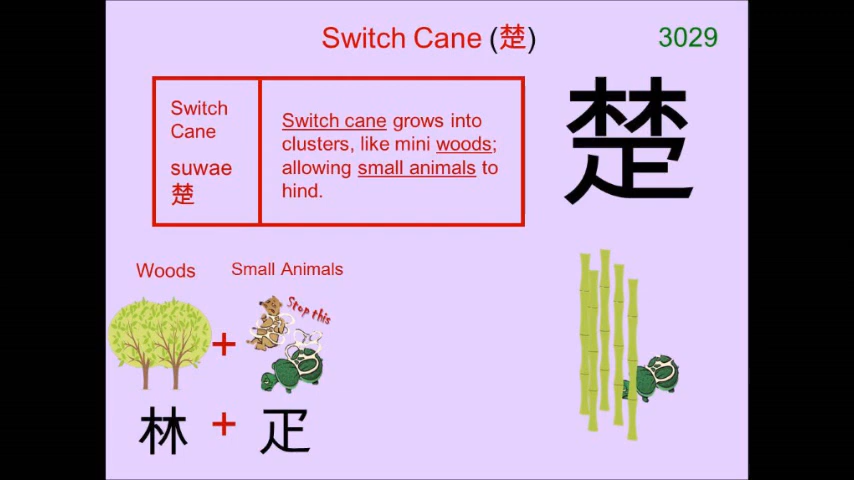 Switch Cane (楚)
3029
Switch
Cane
suwae
楚
Switch cane grows into
clusters, like mini woods;
allowing small animals to
hind.
楚
Woods
Small Animals
Stop this
+
林 + 疋